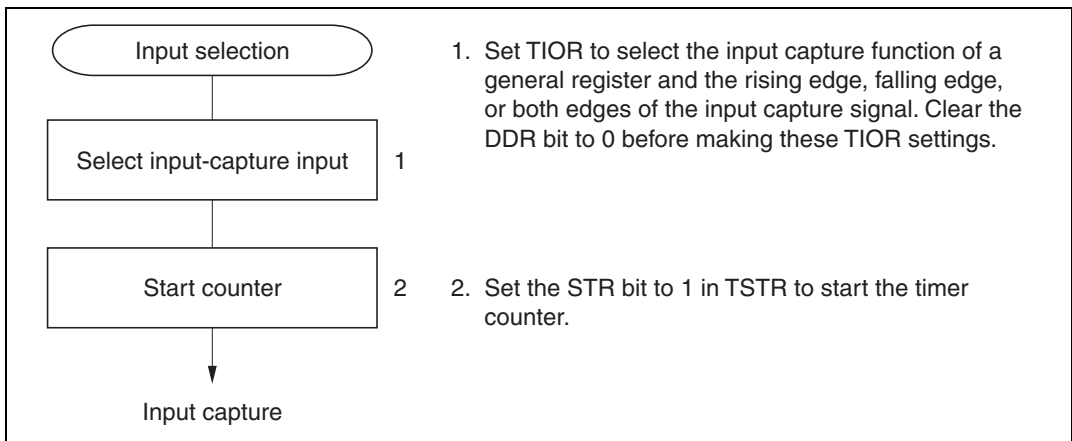 Input selection
1. Set TIOR to select the input capture function of a
general register and the rising edge, falling edge,
or both edges of the input capture signal. Clear the
DDR bit to 0 before making these TIOR settings.
Select input-capture input 1
Start counter 2
2. Set the STR bit to 1 in TSTR to start the timer
counter.
Input capture